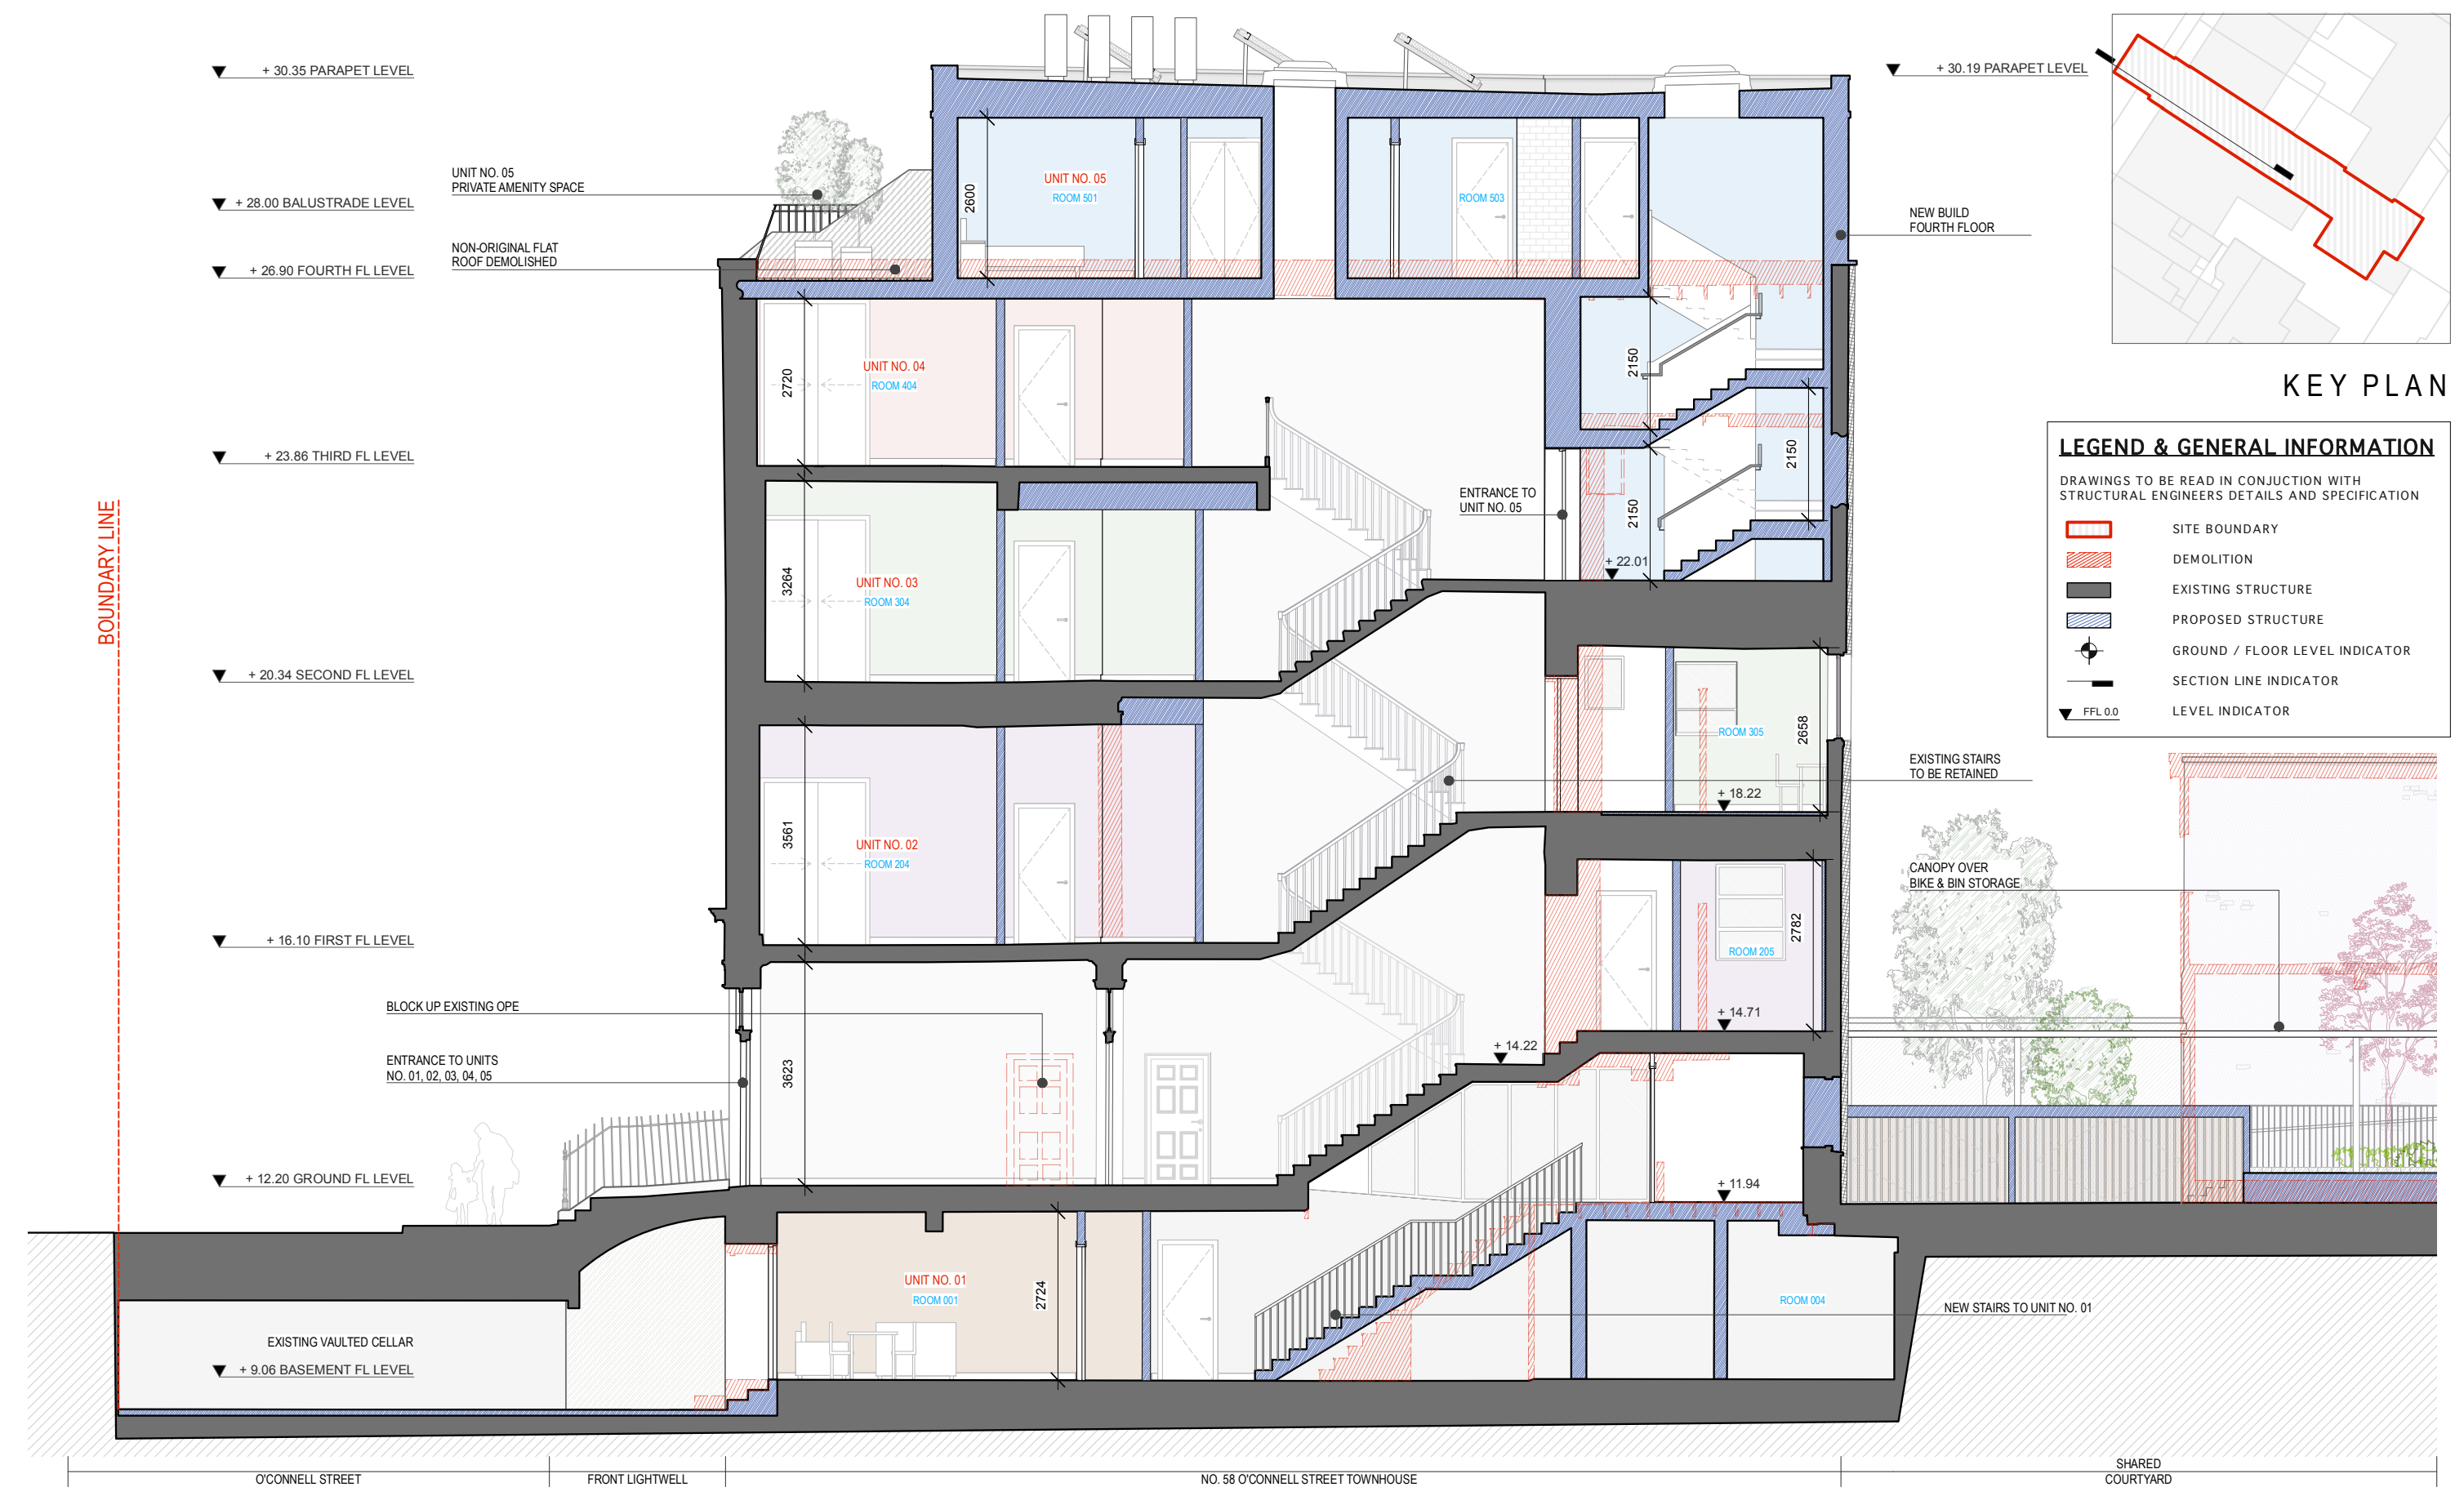 + 30.35 PARAPET LEVEL
+ 30.19 PARAPET LEVEL
UNIT NO. 05
PRIVATE AMENITY SPACE
+ 28.00 BALUSTRADE LEVEL
NON-ORIGINAL FLAT
ROOF DEMOLISHED
+ 26.90 FOURTH FL LEVEL
2600
UNIT NO. 05
ROOM 501
ROOM 503
NEW BUILD
FOURTH FLOOR
KEY PLAN
2720
UNIT NO. 04
ROOM 404
2150
2150
2150
+ 23.86 THIRD FL LEVEL
ENTRANCE TO
UNIT NO. 05
+ 22.01
LEGEND & GENERAL INFORMATION
DRAWINGS TO BE READ IN CONJUCTION WITH
STRUCTURAL ENGINEERS DETAILS AND SPECIFICATION
SITE BOUNDARY
DEMOLITION
EXISTING STRUCTURE
PROPOSED STRUCTURE
GROUND / FLOOR LEVEL INDICATOR
SECTION LINE INDICATOR
FFL 0.0
LEVEL INDICATOR
BOUNDARY LINE
3264
UNIT NO. 03
ROOM 304
+ 20.34 SECOND FL LEVEL
ROOM 305
2658
+ 18.22
EXISTING STAIRS
TO BE RETAINED
3561
UNIT NO. 02
ROOM 204
CANOPY OVER
BIKE & BIN STORAGE
+ 16.10 FIRST FL LEVEL
ROOM 205
2782
+ 14.71
+ 14.22
BLOCK UP EXISTING OPE
ENTRANCE TO UNITS
NO. 01, 02, 03, 04, 05
3623
+ 12.20 GROUND FL LEVEL
+ 11.94
UNIT NO. 01
ROOM 001
2724
ROOM 004
NEW STAIRS TO UNIT NO. 01
EXISTING VAULTED CELLAR
+ 9.06 BASEMENT FL LEVEL
O'CONNELL STREET
FRONT LIGHTWELL
NO. 58 O'CONNELL STREET TOWNHOUSE
SHARED
COURTYARD